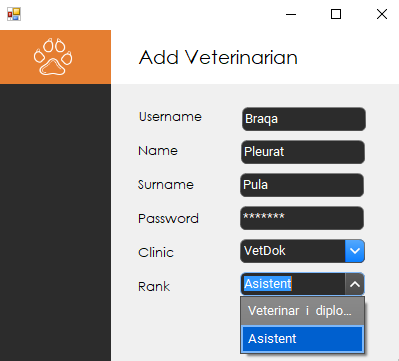 Add Veterinarian
Username Braqa
Name Pleurat
Surname Pula
Password *******
Clinic VetDok
Rank Asistent
Veterinar i diplo...
Asistent